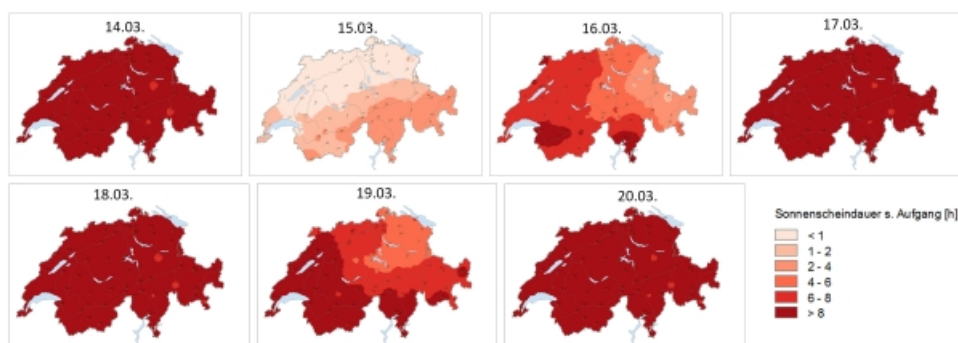 14.03.
15.03.
16.03.
17.03.
18.03.
19.03.
20.03.
Sonnenscheindauer s. Aufgang [h]
< 1
1 - 2
2 - 4
4 - 6
6 - 8
> 8